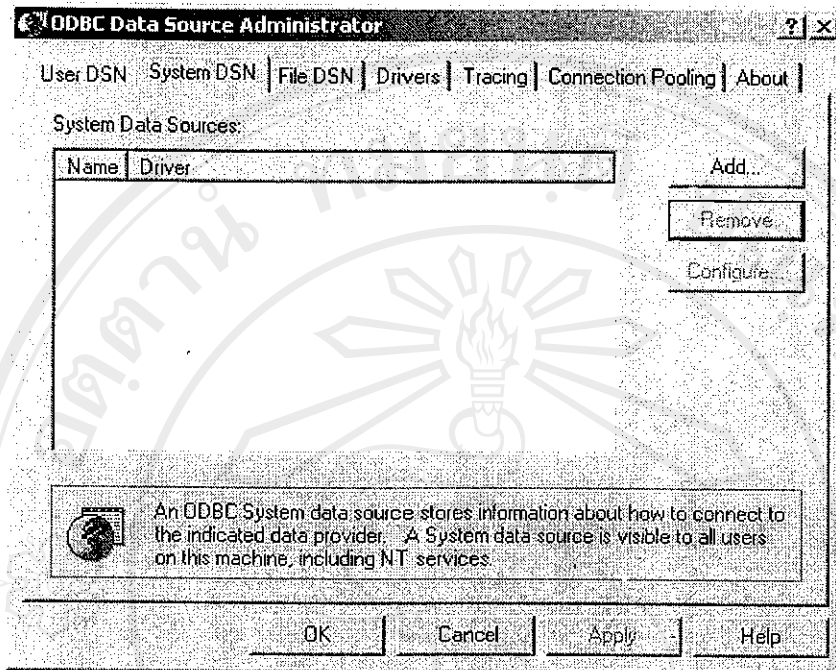 ODBC Data Source Administrator
User DSN System DSN File DSN Drivers Tracing Connection Pooling About
System Data Sources:
Name Driver
Add...
Remove
Configure...
An ODBC System data source stores information about how to connect to
the indicated data provider. A System data source is visible to all users
on this machine, including NT services.
OK Cancel Apply Help